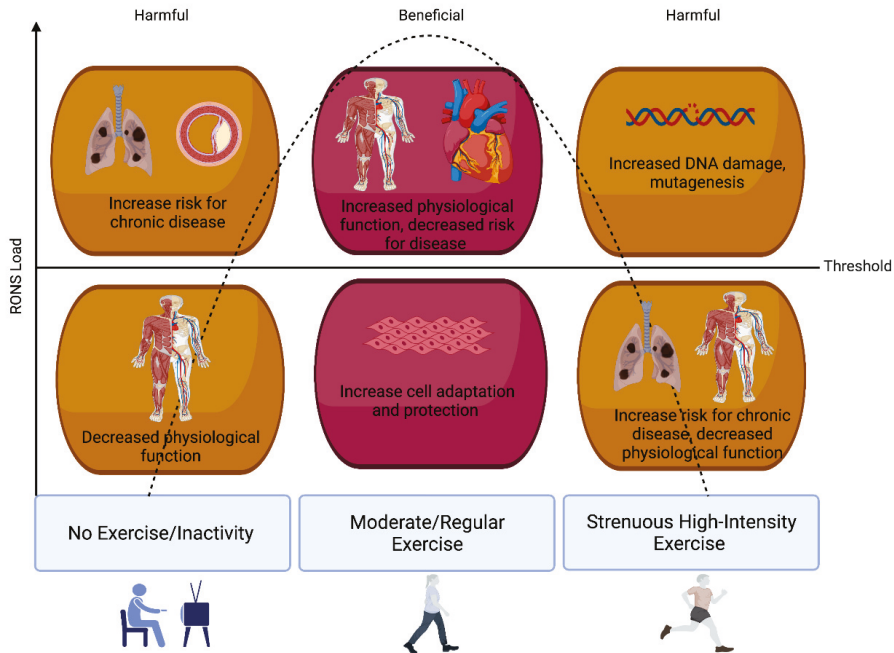 Harmful
Beneficial
Harmful
Increase risk for
chronic disease
Increased physiological
function, decreased risk
for disease
Increased DNA damage,
mutagenesis
RONS Load
Threshold
Decreased physiological
function
Increase cell adaptation
and protection
Increase risk for chronic
disease, decreased
physiological function
No Exercise/Inactivity
Moderate/Regular
Exercise
Strenuous High-Intensity
Exercise